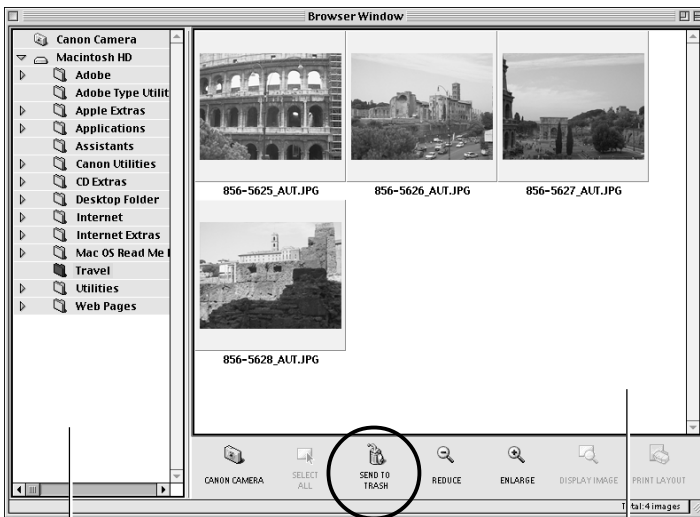 Browser Window
Canon Camera
Macintosh HD
Adobe
Adobe Type Utilit
Apple Extras
Applications
Assistants
Canon Utilities
CD Extras
Desktop Folder
Internet
Internet Extras
Mac OS Read Me
Travel
Utilities
Web Pages
856-5625_AUT.JPG
856-5626_AUT.JPG
856-5627_AUT.JPG
856-5628_AUT.JPG
CANON CAMERA
SELECT
ALL
SEND TO
TRASH
REDUCE
ENLARGE
DISPLAY IMAGE
PRINT LAYOUT
Total:4 images